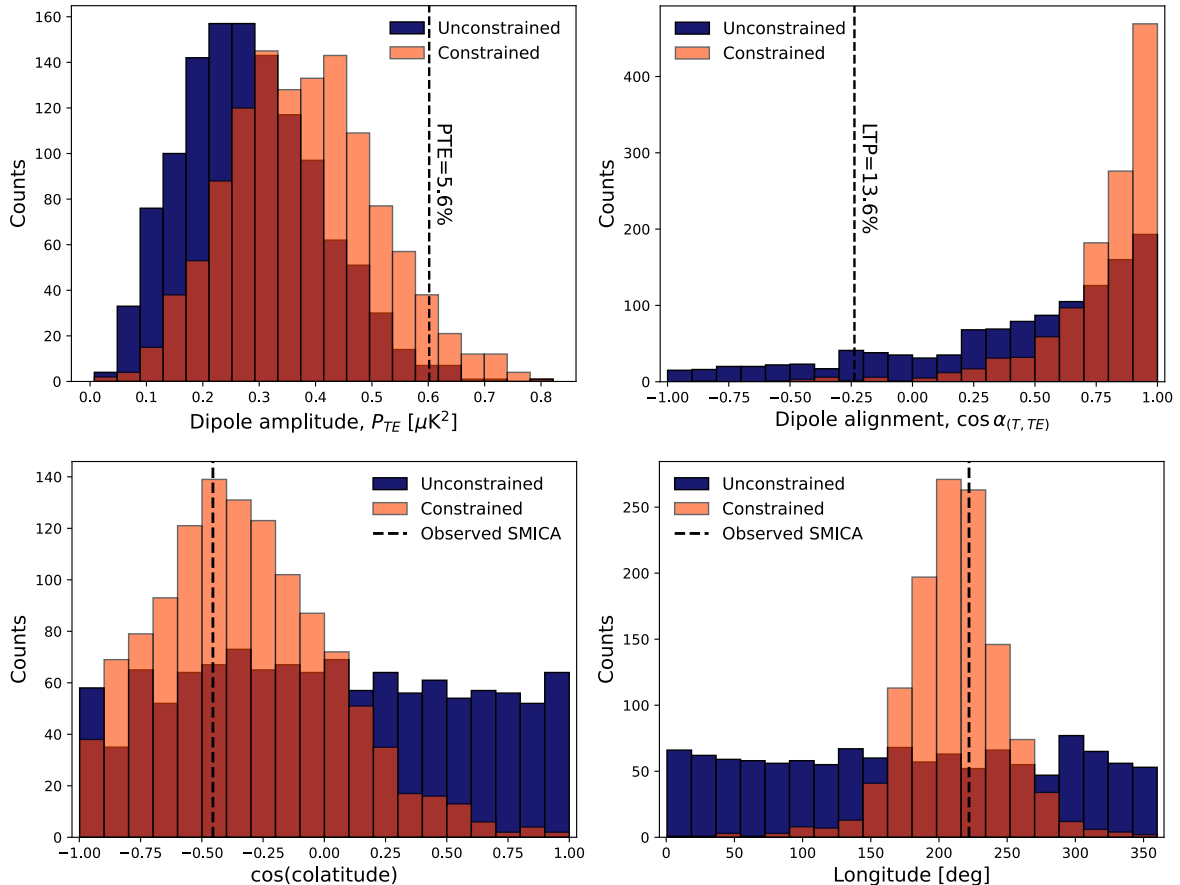 160
140
120
100
80
60
40
20
0
Counts
Unconstrained
Constrained
PTE=5.6%
0.0 0.1 0.2 0.3 0.4 0.5 0.6 0.7 0.8
Dipole amplitude, P_TE [μK²]
400
300
200
100
0
Counts
Unconstrained
Constrained
LTP=13.6%
−1.00 −0.75 −0.50 −0.25 0.00 0.25 0.50 0.75 1.00
Dipole alignment, cos α_(T, TE)
140
120
100
80
60
40
20
0
Counts
Unconstrained
Constrained
Observed SMICA
−1.00 −0.75 −0.50 −0.25 0.00 0.25 0.50 0.75 1.00
cos(colatitude)
250
200
150
100
50
0
Counts
Unconstrained
Constrained
Observed SMICA
0 50 100 150 200 250 300 350
Longitude [deg]